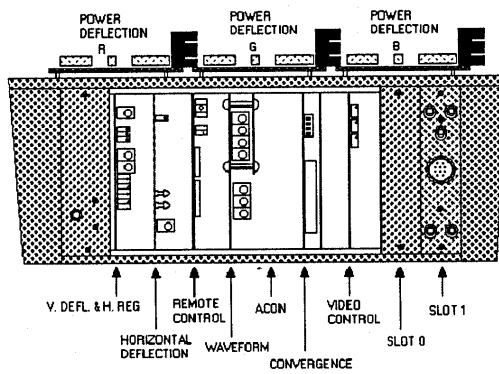 POWER
DEFLECTION
R
POWER
DEFLECTION
G
POWER
DEFLECTION
B
V. DEFL. & H. REG
HORIZONTAL
DEFLECTION
REMOTE
CONTROL
WAVEFORM
ACON
CONVERGENCE
VIDEO
CONTROL
SLOT 0
SLOT 1